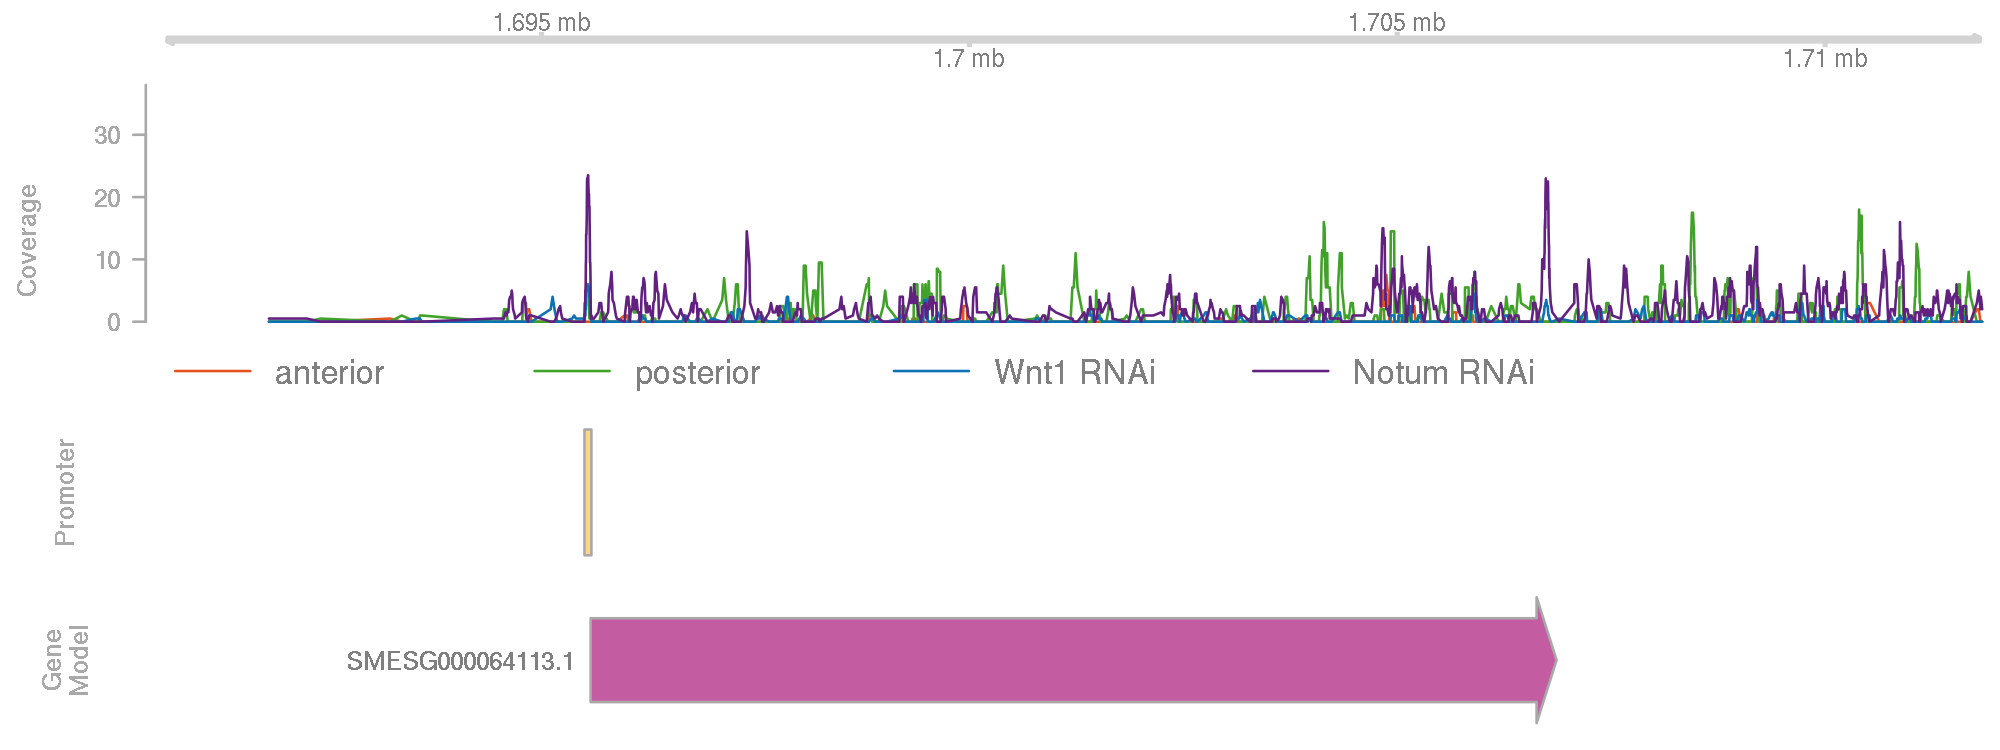 1.695 mb
1.705 mb
1.7 mb
1.71 mb
Coverage
30
20
10
0
anterior
posterior
Wnt1 RNAi
Notum RNAi
Promoter
0
Gene
Model
SMESG000064113.1